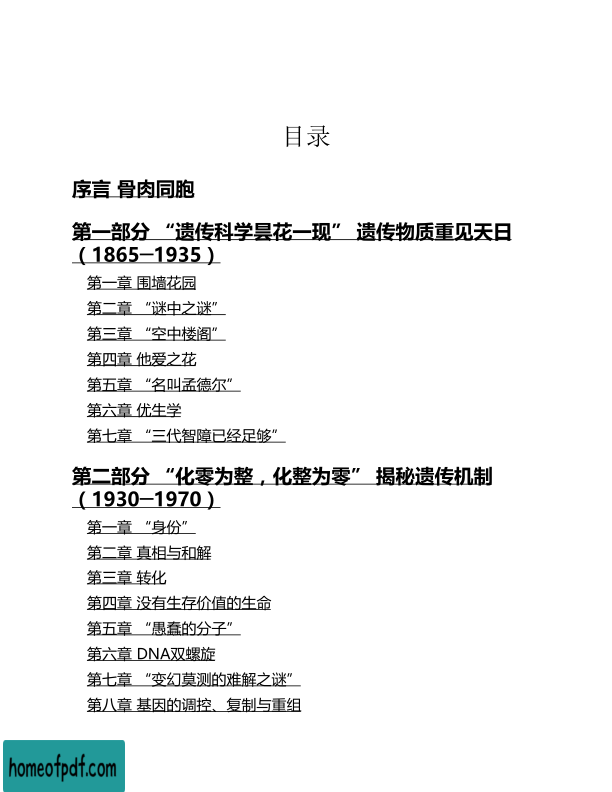 目录
序言 骨肉同胞
第一部分 “遗传科学昙花一现” 遗传物质重见天日
（1865─1935）
第一章 围墙花园
第二章 “谜中之谜”
第三章 “空中楼阁”
第四章 他爱之花
第五章 “名叫孟德尔”
第六章 优生学
第七章 “三代智障已经足够”
第二部分 “化零为整，化整为零” 揭秘遗传机制
（1930─1970）
第一章 “身份”
第二章 真相与和解
第三章 转化
第四章 没有生存价值的生命
第五章 “愚蠢的分子”
第六章 DNA双螺旋
第七章 “变幻莫测的难解之谜”
第八章 基因的调控、复制与重组
homeofpdf.com